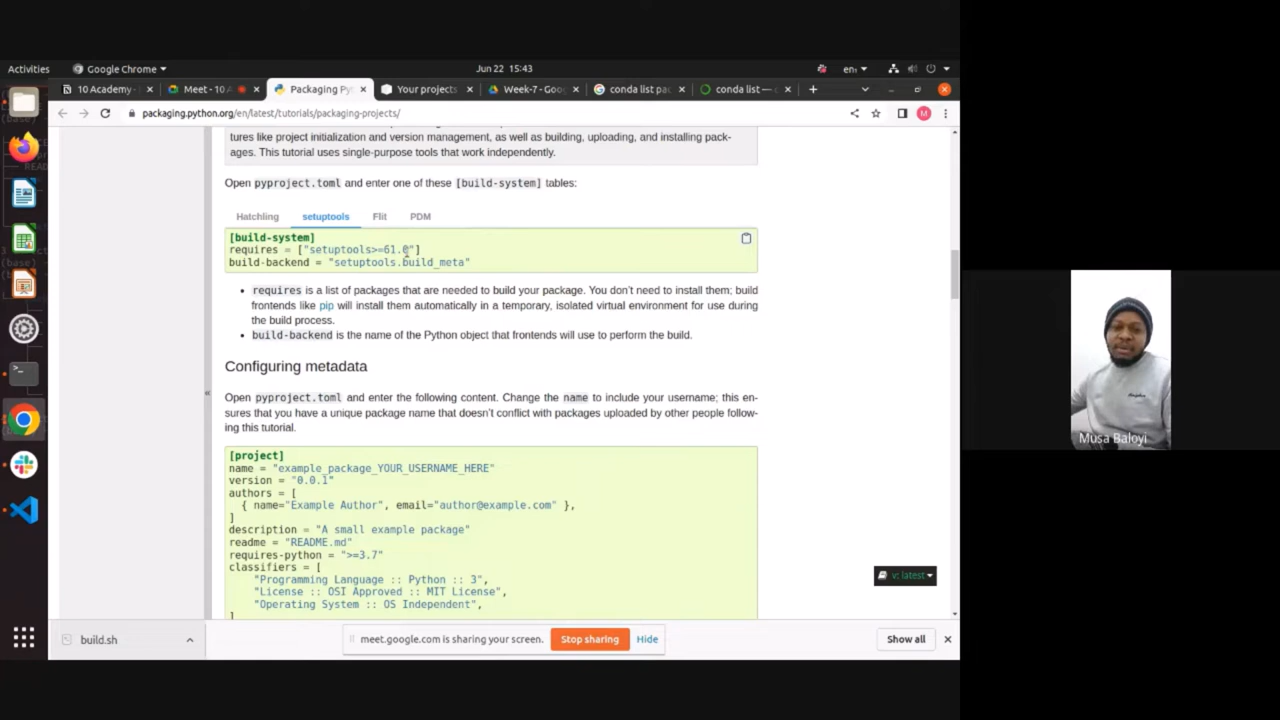 Activities
Google Chrome
Jun 22 15:43
en
10 Academy
Meet - 10 A
Packaging Py
Your projects
Week-7 - Goo
conda list pac
conda list —
packaging.python.org/en/latest/tutorials/packaging-projects/
M
tures like project initialization and version management, as well as building, uploading, and installing pack-
ages. This tutorial uses single-purpose tools that work independently.
Open pyproject.toml and enter one of these [build-system] tables:
Hatchling setuptools Flit PDM
[build-system]
requires = ["setuptools>=61.0"]
build-backend = "setuptools.build_meta"
• requires is a list of packages that are needed to build your package. You don't need to install them; build
frontends like pip will install them automatically in a temporary, isolated virtual environment for use during
the build process.
• build-backend is the name of the Python object that frontends will use to perform the build.
Configuring metadata
Open pyproject.toml and enter the following content. Change the name to include your username; this en-
sures that you have a unique package name that doesn't conflict with packages uploaded by other people follow-
ing this tutorial.
[project]
name = "example_package_YOUR_USERNAME_HERE"
version = "0.0.1"
authors = [
{ name="Example Author", email="author@example.com" },
]
description = "A small example package"
readme = "README.md"
requires-python = ">=3.7"
classifiers = [
"Programming Language :: Python :: 3",
"License :: OSI Approved :: MIT License",
"Operating System :: OS Independent",
]
v: latest
build.sh
meet.google.com is sharing your screen.
Stop sharing
Hide
Show all
Musa Baloyi